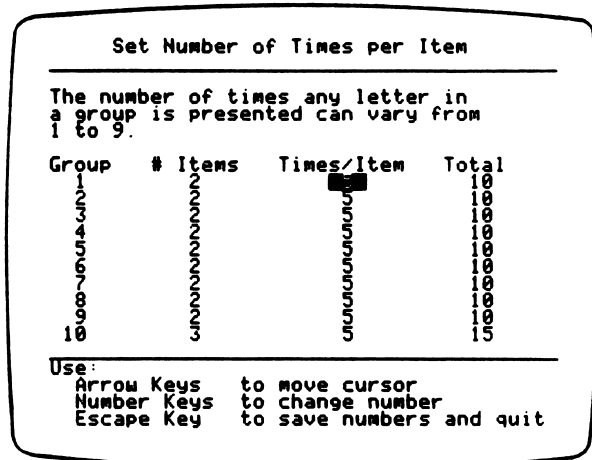 Set Number of Times per Item
The number of times any letter in
a group is presented can vary from
1 to 9.
Group # Items Times/Item Total
1 2 5 10
2 2 5 10
3 2 5 10
4 2 5 10
5 2 5 10
6 2 5 10
7 2 5 10
8 2 5 10
9 2 5 10
10 3 5 15
Use:
Arrow Keys to move cursor
Number Keys to change number
Escape Key to save numbers and quit